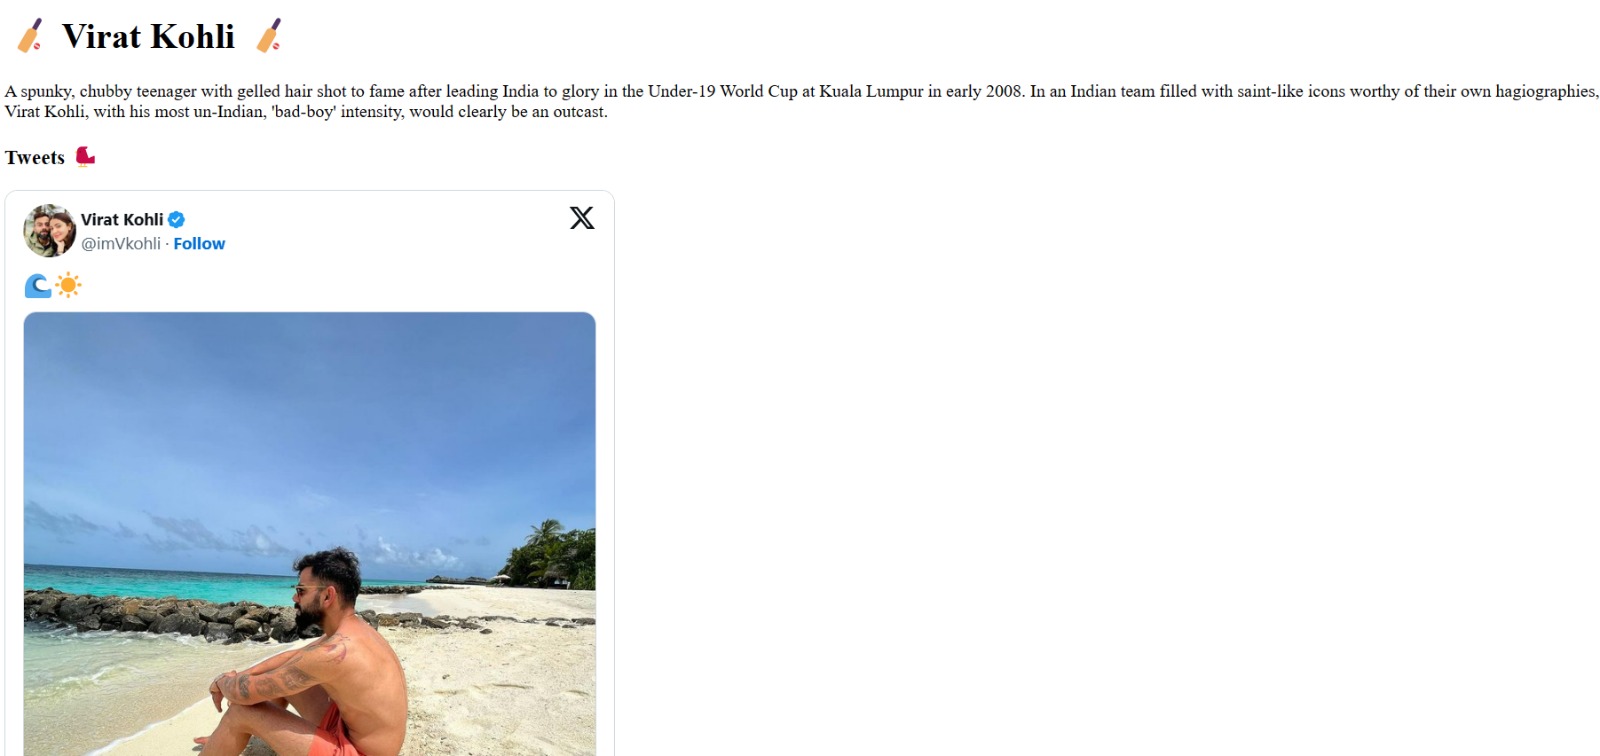 Virat Kohli
A spunky, chubby teenager with gelled hair shot to fame after leading India to glory in the Under-19 World Cup at Kuala Lumpur in early 2008. In an Indian team filled with saint-like icons worthy of their own hagiographies,
Virat Kohli, with his most un-Indian, 'bad-boy' intensity, would clearly be an outcast.
Tweets
Virat Kohli
@imVkohli · Follow